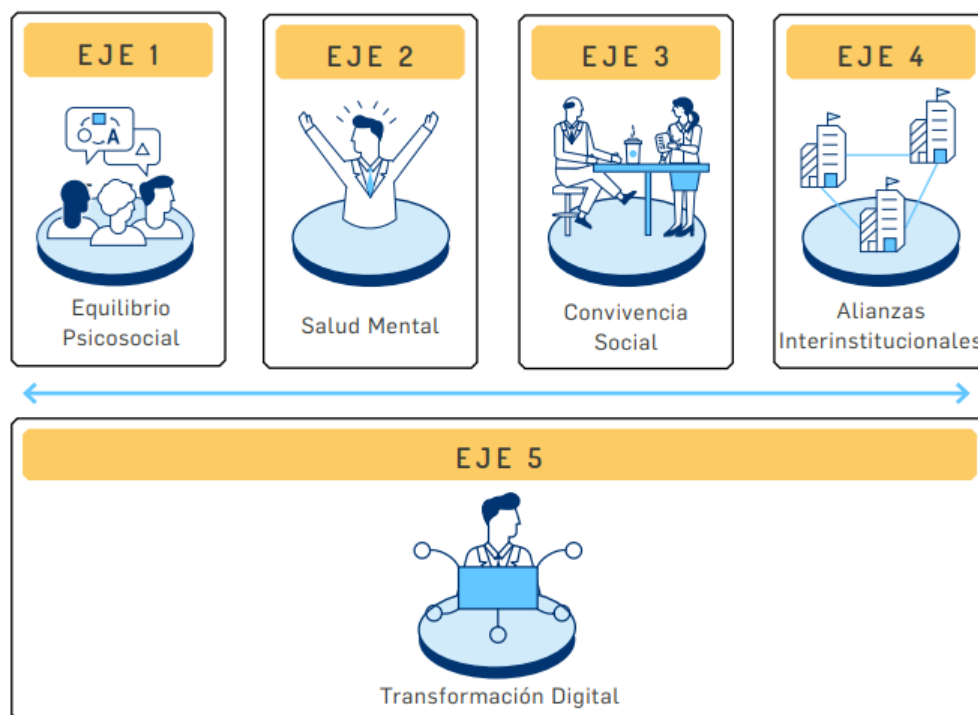 EJE 1
Equilibrio
Psicosocial
EJE 2
Salud Mental
EJE 3
Convivencia
Social
EJE 4
Alianzas
Interinstitucionales
EJE 5
Transformación Digital
A